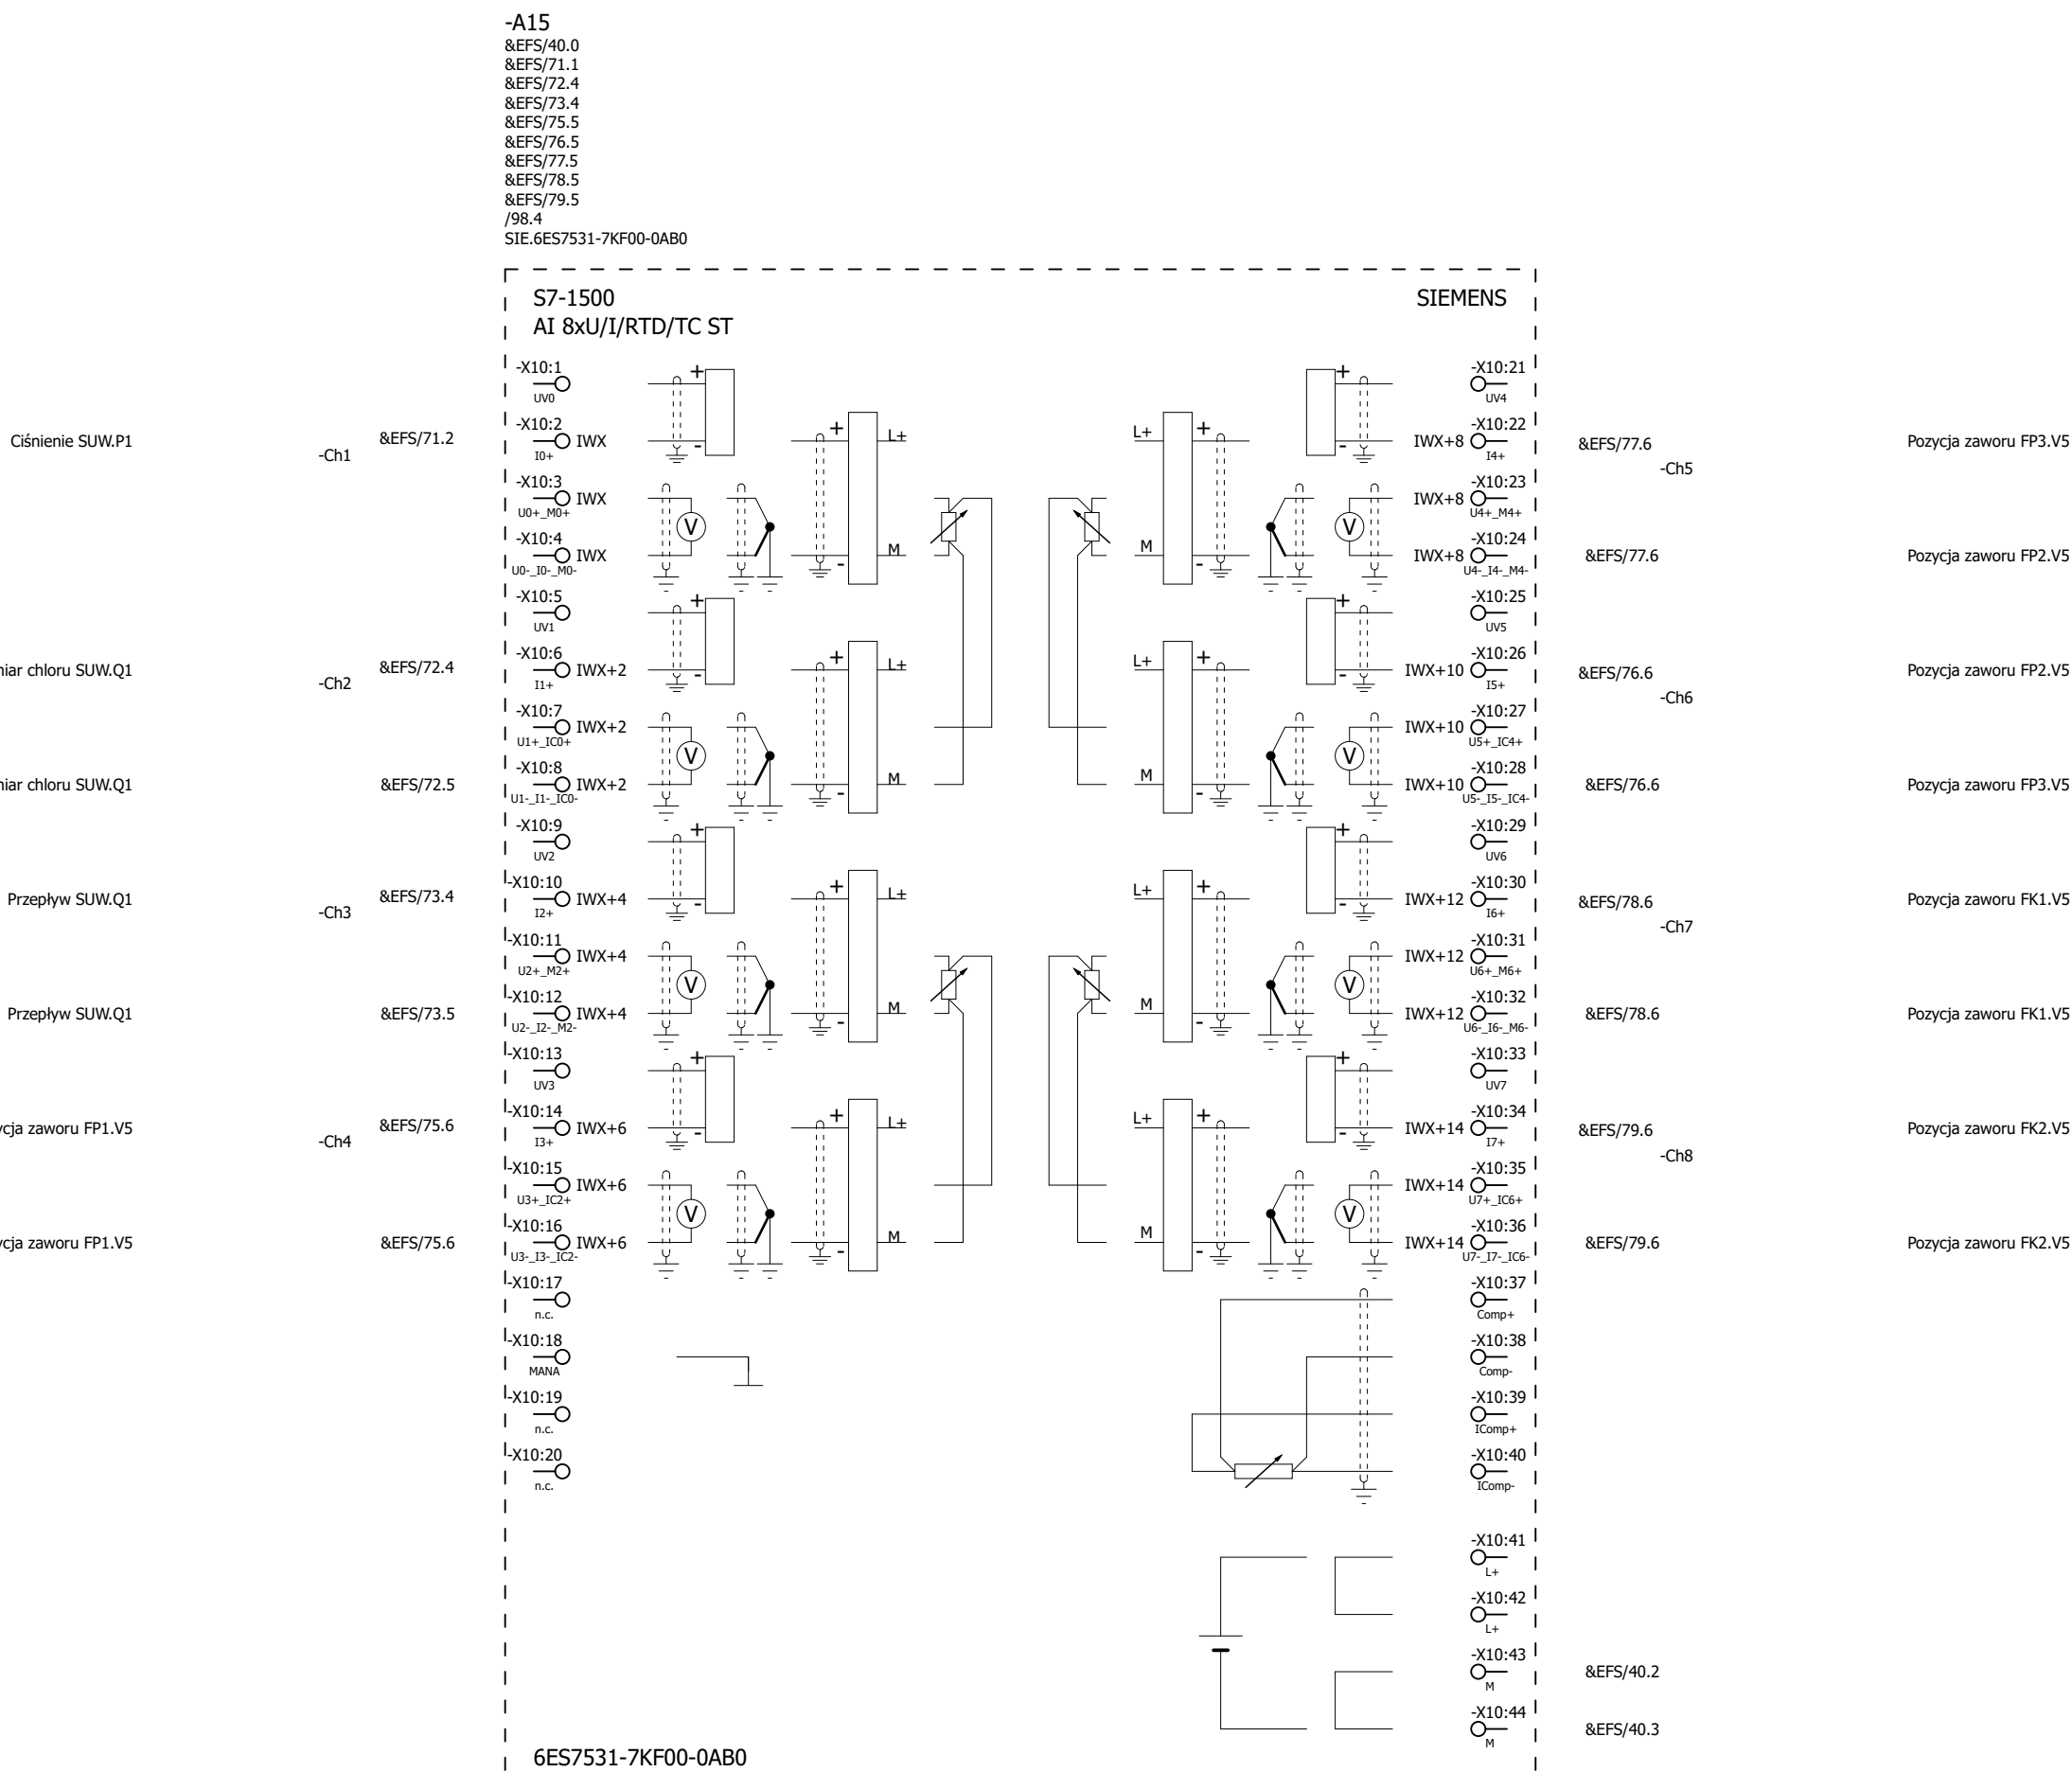 -A15
&EFS/40.0
&EFS/71.1
&EFS/72.4
&EFS/73.4
&EFS/75.5
&EFS/76.5
&EFS/77.5
&EFS/78.5
&EFS/79.5
/98.4
SIE.6ES7531-7KF00-0AB0
S7-1500
AI 8xU/I/RTD/TC ST
SIEMENS
-X10:1
UV0
Ciśnienie SUW.P1
-Ch1
&EFS/71.2
-X10:2
IWX
I0+
-X10:3
IWX
U0+_M0+
-X10:4
IWX
U0-_I0-_M0-
-X10:5
UV1
chloru SUW.Q1
-Ch2
&EFS/72.4
-X10:6
IWX+2
I1+
-X10:7
IWX+2
U1+_IC0+
chloru SUW.Q1
&EFS/72.5
-X10:8
IWX+2
U1-_I1-_IC0-
-X10:9
UV2
Przepływ SUW.Q1
-Ch3
&EFS/73.4
-X10:10
IWX+4
I2+
-X10:11
IWX+4
U2+_M2+
Przepływ SUW.Q1
&EFS/73.5
-X10:12
IWX+4
U2-_I2-_M2-
-X10:13
UV3
zaworu FP1.V5
-Ch4
&EFS/75.6
-X10:14
IWX+6
I3+
-X10:15
IWX+6
U3+_IC2+
zaworu FP1.V5
&EFS/75.6
-X10:16
IWX+6
U3-_I3-_IC2-
-X10:17
n.c.
-X10:18
MANA
-X10:19
n.c.
-X10:20
n.c.
+
-
V
+
L+
M
-
+
-
V
+
L+
M
-
+
-
V
+
L+
M
-
+
-
V
+
L+
M
-
L+
+
M
-
+
-
V
L+
+
M
-
+
-
V
L+
+
M
-
+
-
V
L+
+
M
-
+
-
V
-X10:21
UV4
-X10:22
IWX+8
I4+
&EFS/77.6
-Ch5
Pozycja zaworu FP3.V5
-X10:23
IWX+8
U4+_M4+
-X10:24
IWX+8
U4-_I4-_M4-
&EFS/77.6
Pozycja zaworu FP2.V5
-X10:25
UV5
-X10:26
IWX+10
I5+
&EFS/76.6
-Ch6
Pozycja zaworu FP2.V5
-X10:27
IWX+10
U5+_IC4+
-X10:28
IWX+10
U5-_I5-_IC4-
&EFS/76.6
Pozycja zaworu FP3.V5
-X10:29
UV6
-X10:30
IWX+12
I6+
&EFS/78.6
-Ch7
Pozycja zaworu FK1.V5
-X10:31
IWX+12
U6+_M6+
-X10:32
IWX+12
U6-_I6-_M6-
&EFS/78.6
Pozycja zaworu FK1.V5
-X10:33
UV7
-X10:34
IWX+14
I7+
&EFS/79.6
-Ch8
Pozycja zaworu FK2.V5
-X10:35
IWX+14
U7+_IC6+
-X10:36
IWX+14
U7-_I7-_IC6-
&EFS/79.6
Pozycja zaworu FK2.V5
-X10:37
Comp+
-X10:38
Comp-
-X10:39
IComp+
-X10:40
IComp-
-X10:41
L+
-X10:42
L+
-X10:43
M
&EFS/40.2
-X10:44
M
&EFS/40.3
6ES7531-7KF00-0AB0